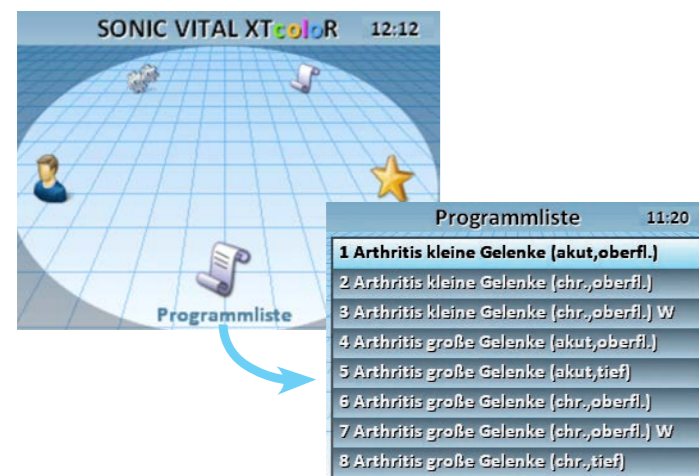 SONIC VITAL XTcoloR 12:12
Programmliste
Programmliste 11:20
1 Arthritis kleine Gelenke (akut,oberfl.)
2 Arthritis kleine Gelenke (chr.,oberfl.)
3 Arthritis kleine Gelenke (chr.,oberfl.) W
4 Arthritis große Gelenke (akut,oberfl.)
5 Arthritis große Gelenke (akut,tief)
6 Arthritis große Gelenke (chr.,oberfl.)
7 Arthritis große Gelenke (chr.,oberfl.) W
8 Arthritis große Gelenke (chr.,tief)